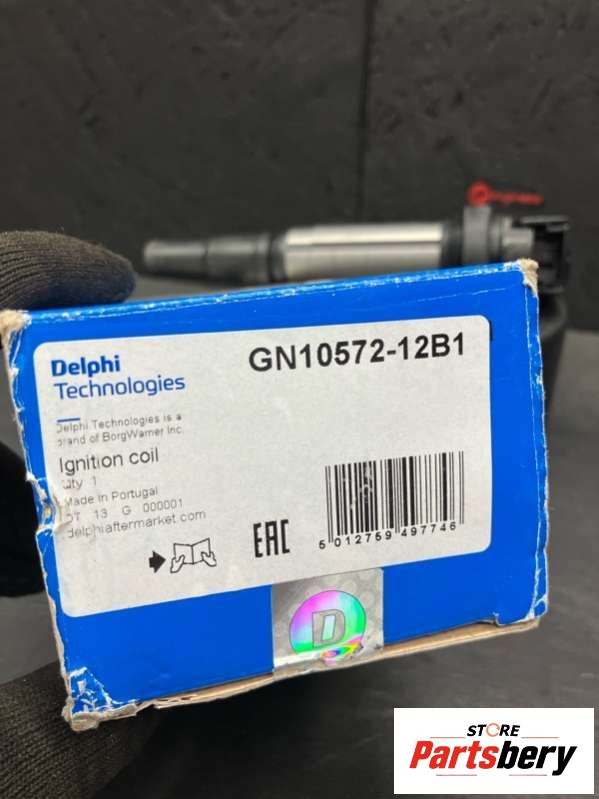 Delphi
Technologies
GN10572-12B1
Delphi Technologies is a
brand of BorgWarner Inc.
Ignition coil
Qty 1
Made in Portugal
13 G 000001
delphiaftermarket.com
EAC
5 012759 497746
D
STORE
Partsbery